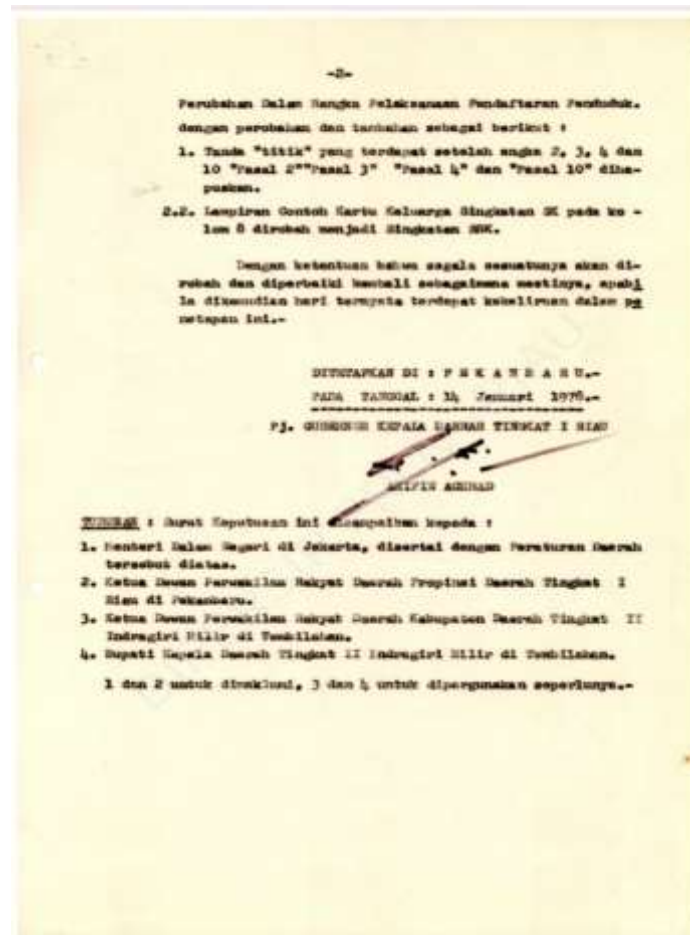 -2-
Perubahan Dalam Rangka Pelaksanaan Pendaftaran Penduduk.
dengan perobahan dan tambahan sebagai berikut :
1. Tanda "titik" yang terdapat setelah angka 2, 3, 4 dan
10 "Pasal 2""Pasal 3" "Pasal 4" dan "Pasal 10" diha-
puskan.
2.2. Lampiran Contoh Kartu Keluarga Singkatan SK pada ko -
lom 8 dirobah menjadi Singkatan SBK.
Dengan ketentuan bahwa segala sesuatunya akan di-
robah dan diperbaiki kembali sebagaimana mestinya, apabi
la dikemudian hari ternyata terdapat kekeliruan dalam pe
netapan ini.-
DITETAPKAN DI : P E K A N B A R U.-
PADA TANGGAL : 14 Januari 1978.-
Pj. GUBERNUR KEPALA DAERAH TINGKAT I RIAU
ARIFIN ACHMAD
TEMBUSAN : Surat Keputusan ini disampaikan kepada :
1. Menteri Dalam Negeri di Jakarta, disertai dengan Peraturan Daerah
tersebut diatas.
2. Ketua Dewan Perwakilan Rakyat Daerah Propinsi Daerah Tingkat I
Riau di Pekanbaru.
3. Ketua Dewan Perwakilan Rakyat Daerah Kabupaten Daerah Tingkat II
Indragiri Hilir di Tembilahan.
4. Bupati Kepala Daerah Tingkat II Indragiri Hilir di Tembilahan.
1 dan 2 untuk dimaklumi, 3 dan 4 untuk dipergunakan seperlunya.-